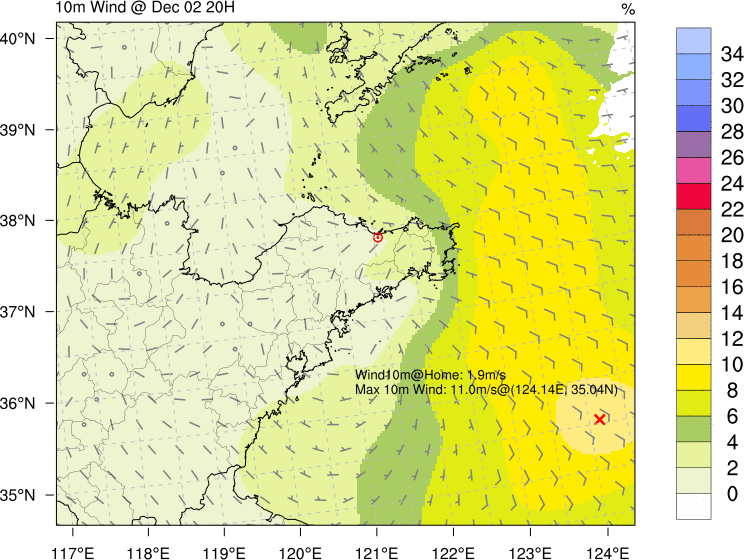 10m Wind @ Dec 02 20H
%
40°N
39°N
38°N
37°N
36°N
35°N
117°E
118°E
119°E
120°E
121°E
122°E
123°E
124°E
Wind10m@Home: 1.9m/s
Max 10m Wind: 11.0m/s@(124.14E, 35.04N)
34
32
30
28
26
24
22
20
18
16
14
12
10
8
6
4
2
0